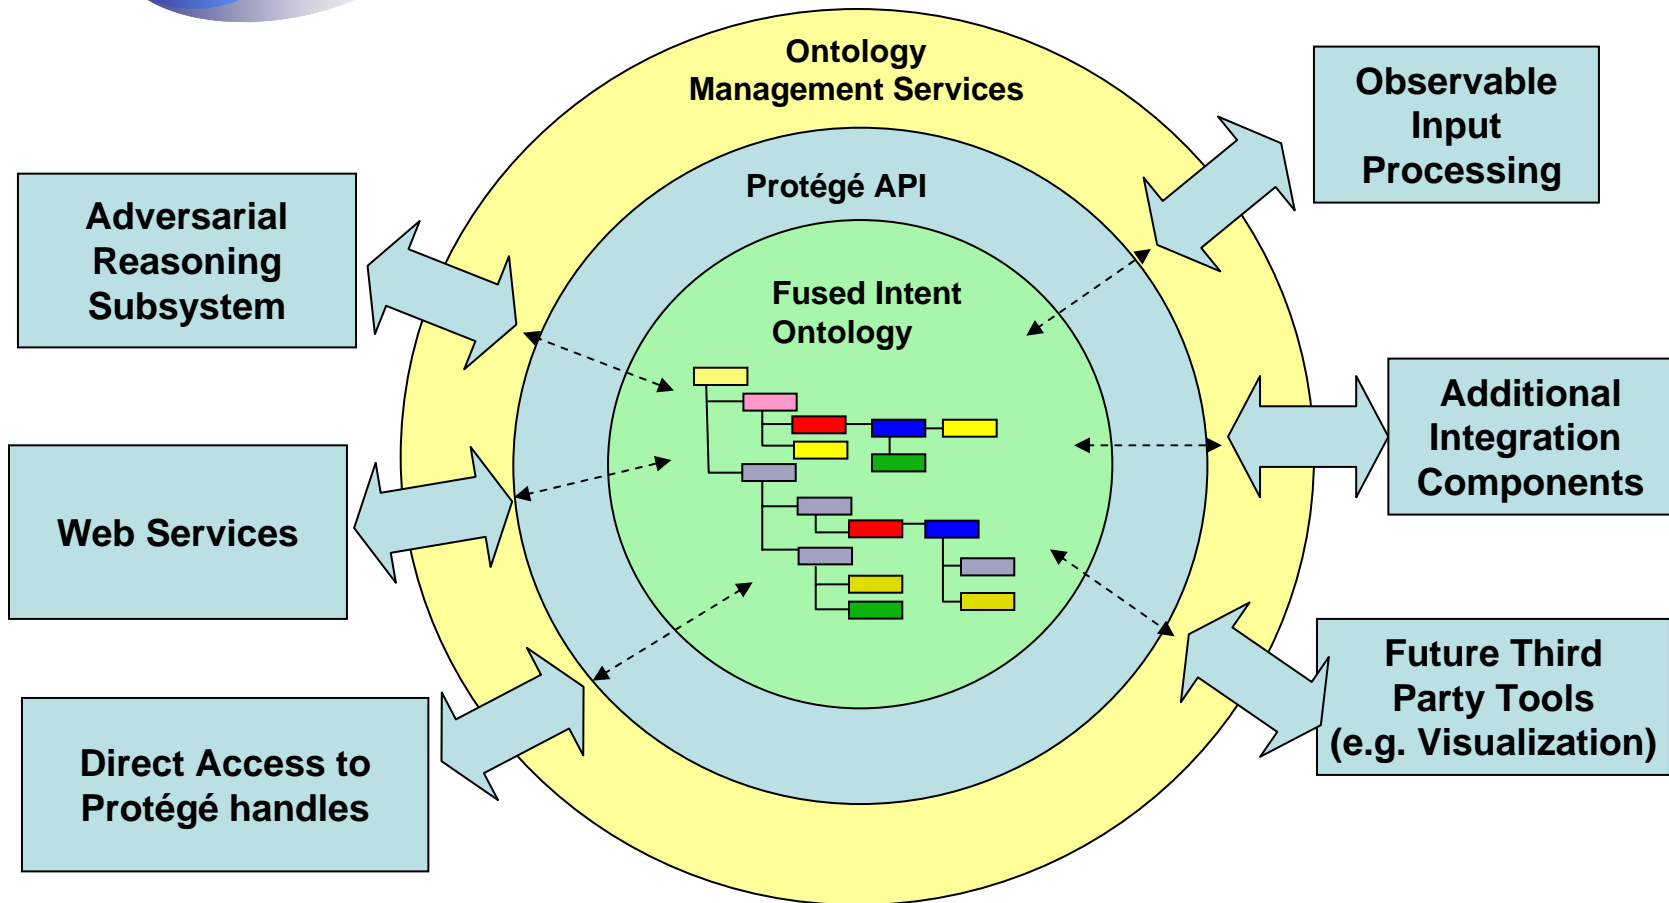 Ontology
Management Services
Protégé API
Fused Intent
Ontology
Adversarial
Reasoning
Subsystem
Web Services
Direct Access to
Protégé handles
Observable
Input
Processing
Additional
Integration
Components
Future Third
Party Tools
(e.g. Visualization)